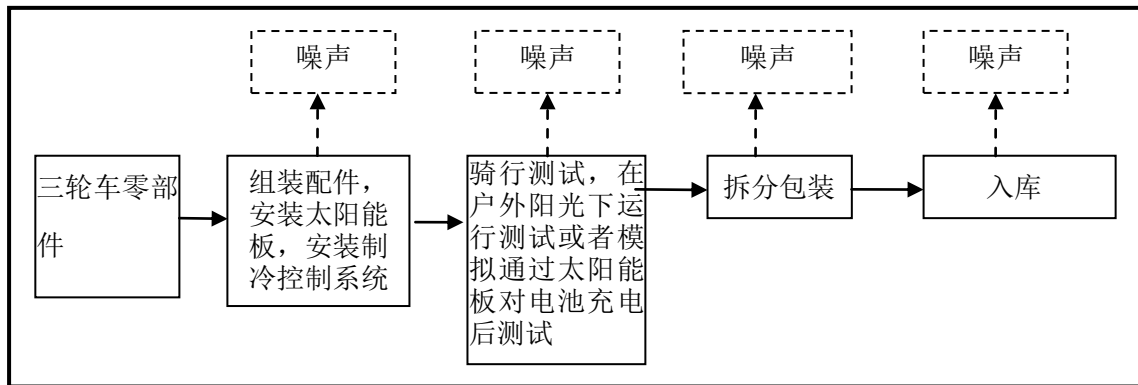 噪声
噪声
噪声
噪声
三轮车零部
件
组装配件，
安装太阳能
板，安装制
冷控制系统
骑行测试，在
户外阳光下运
行测试或者模
拟通过太阳能
板对电池充电
后测试
拆分包装
入库